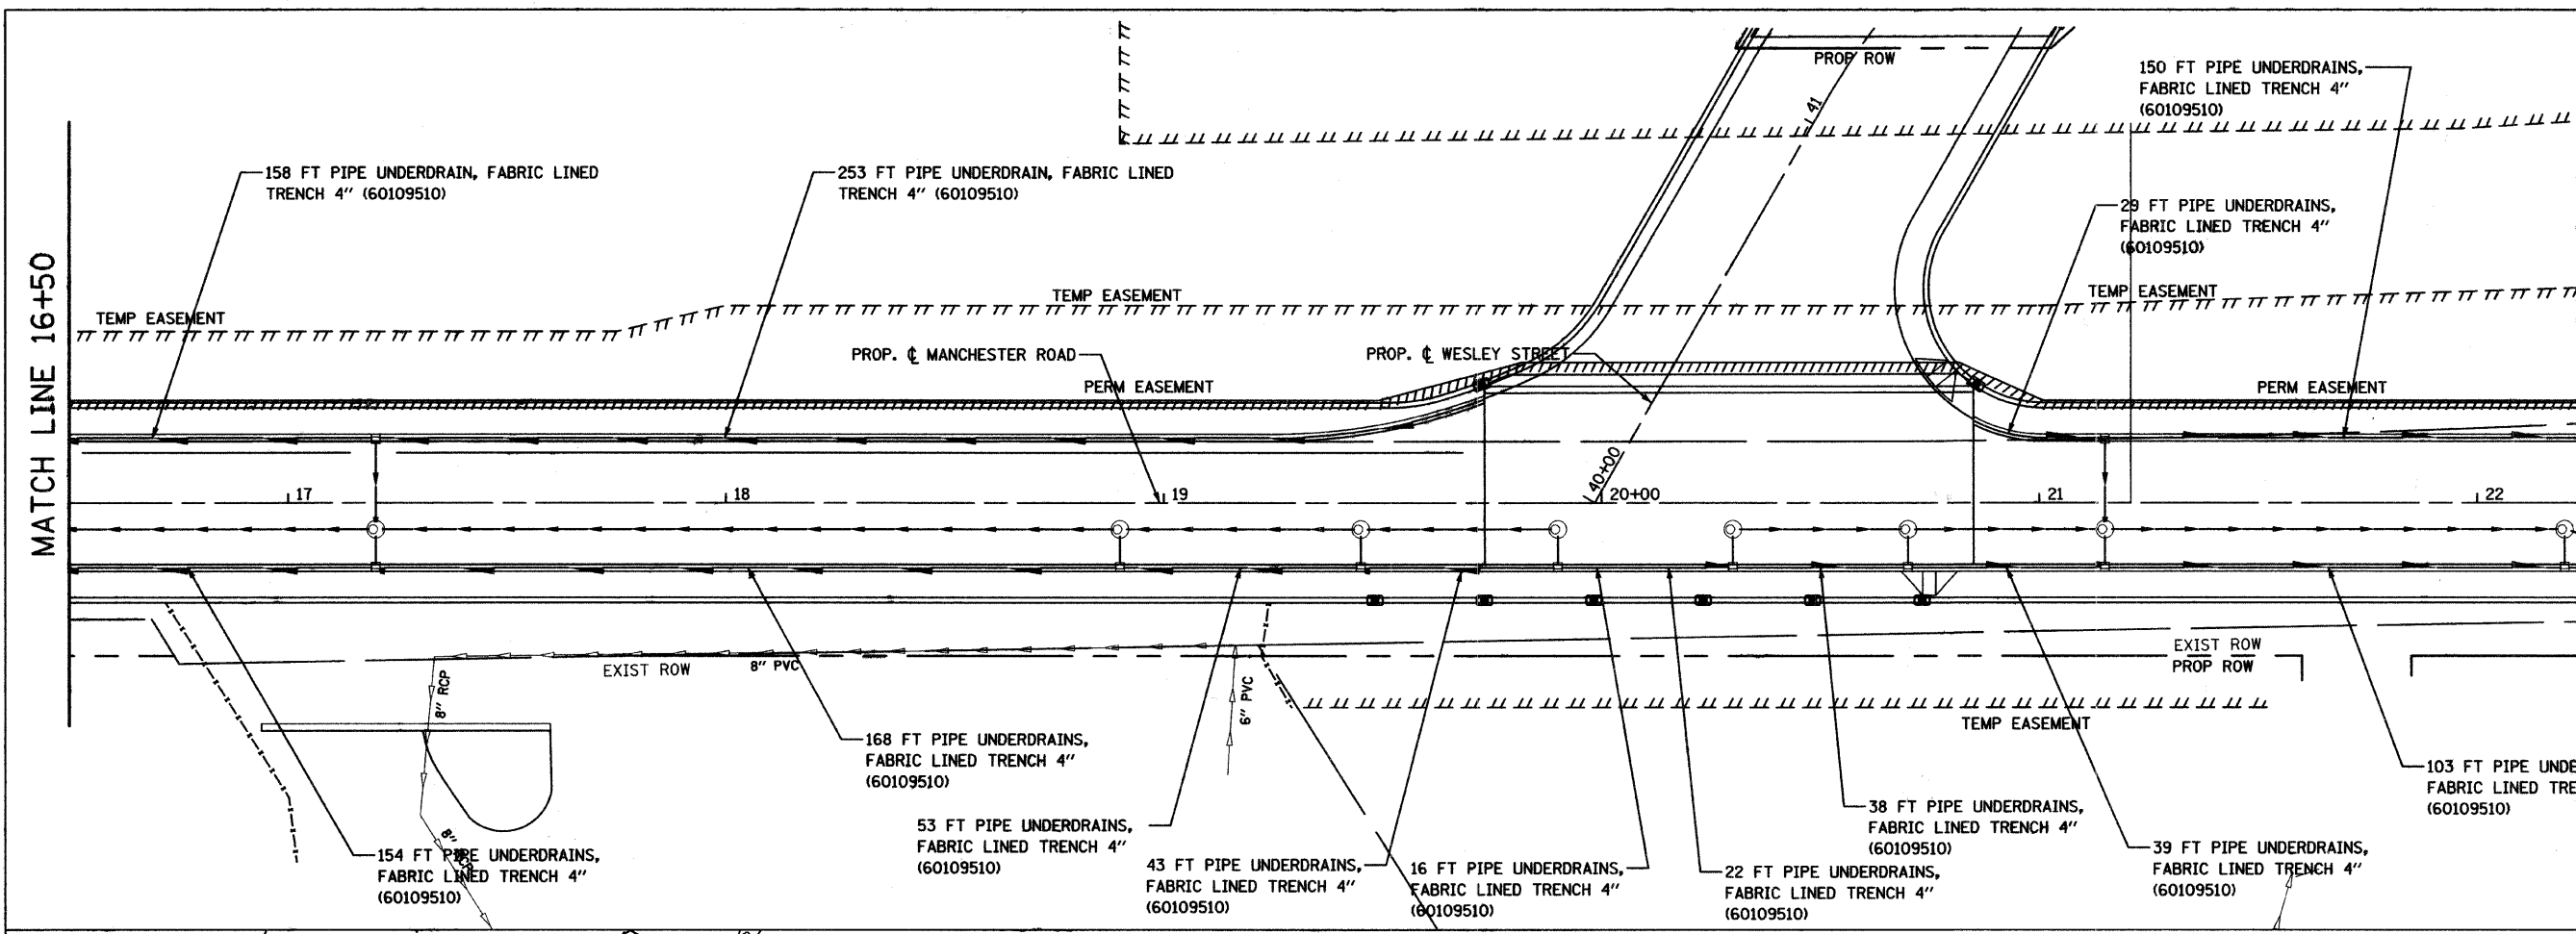 MATCH LINE 16+50
PROP ROW
41
150 FT PIPE UNDERDRAINS,
FABRIC LINED TRENCH 4"
(60109510)
158 FT PIPE UNDERDRAIN, FABRIC LINED
TRENCH 4" (60109510)
253 FT PIPE UNDERDRAIN, FABRIC LINED
TRENCH 4" (60109510)
29 FT PIPE UNDERDRAINS,
FABRIC LINED TRENCH 4"
(60109510)
TEMP EASEMENT
TEMP EASEMENT
TEMP EASEMENT
PROP. ℄ MANCHESTER ROAD
PROP. ℄ WESLEY STREET
PERM EASEMENT
PERM EASEMENT
40+00
17
18
19
20+00
21
22
EXIST ROW
8" PVC
8" RCP
6" PVC
EXIST ROW
PROP ROW
TEMP EASEMENT
168 FT PIPE UNDERDRAINS,
FABRIC LINED TRENCH 4"
(60109510)
103 FT PIPE UNDE
FABRIC LINED TRE
(60109510)
53 FT PIPE UNDERDRAINS,
FABRIC LINED TRENCH 4"
(60109510)
38 FT PIPE UNDERDRAINS,
FABRIC LINED TRENCH 4"
(60109510)
8" RCP
154 FT PIPE UNDERDRAINS,
FABRIC LINED TRENCH 4"
(60109510)
43 FT PIPE UNDERDRAINS,
FABRIC LINED TRENCH 4"
(60109510)
16 FT PIPE UNDERDRAINS,
FABRIC LINED TRENCH 4"
(60109510)
22 FT PIPE UNDERDRAINS,
FABRIC LINED TRENCH 4"
(60109510)
39 FT PIPE UNDERDRAINS,
FABRIC LINED TRENCH 4"
(60109510)